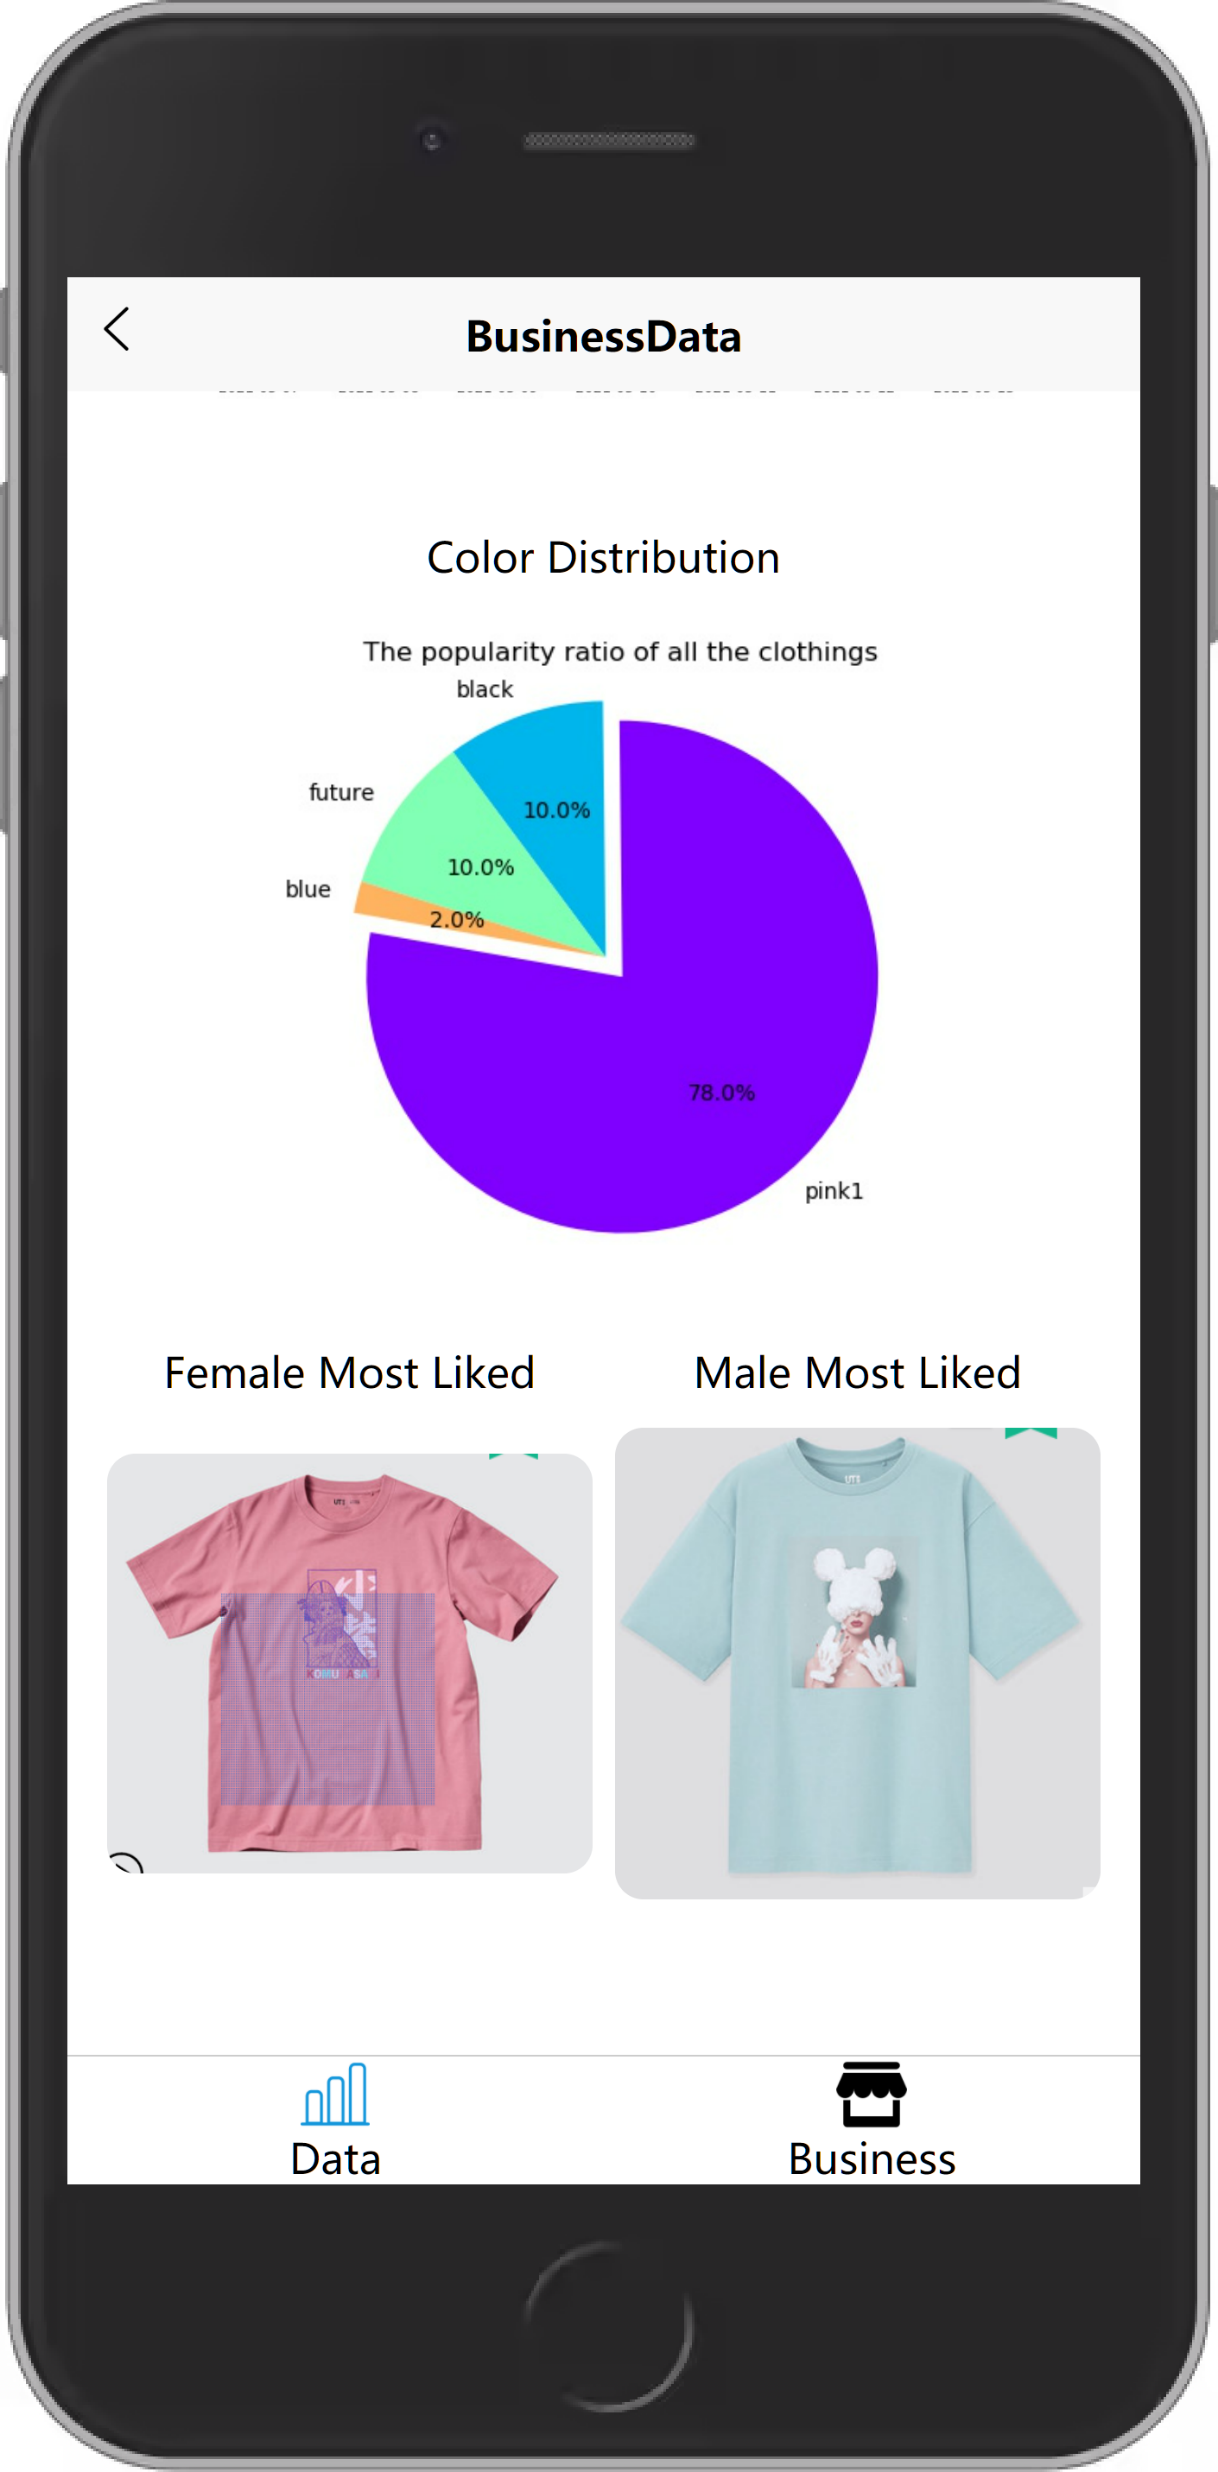 BusinessData
Color Distribution
The popularity ratio of all the clothings
black
future
10.0%
10.0%
blue
2.0%
78.0%
pink1
Female Most Liked
Male Most Liked
Data
Business